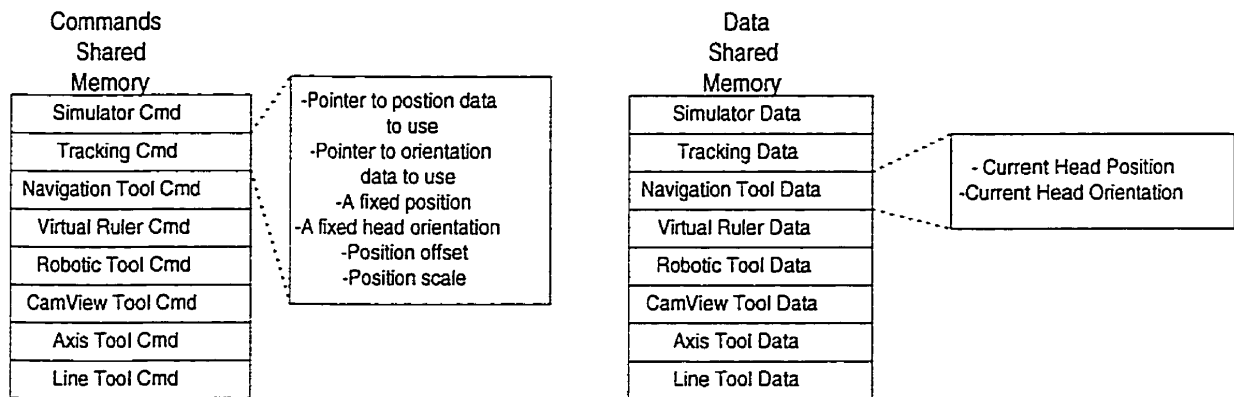 Commands
Shared
Memory
Simulator Cmd
Tracking Cmd
Navigation Tool Cmd
Virtual Ruler Cmd
Robotic Tool Cmd
CamView Tool Cmd
Axis Tool Cmd
Line Tool Cmd
-Pointer to postion data
to use
-Pointer to orientation
data to use
-A fixed position
-A fixed head orientation
-Position offset
-Position scale
Data
Shared
Memory
Simulator Data
Tracking Data
Navigation Tool Data
Virtual Ruler Data
Robotic Tool Data
CamView Tool Data
Axis Tool Data
Line Tool Data
- Current Head Position
-Current Head Orientation